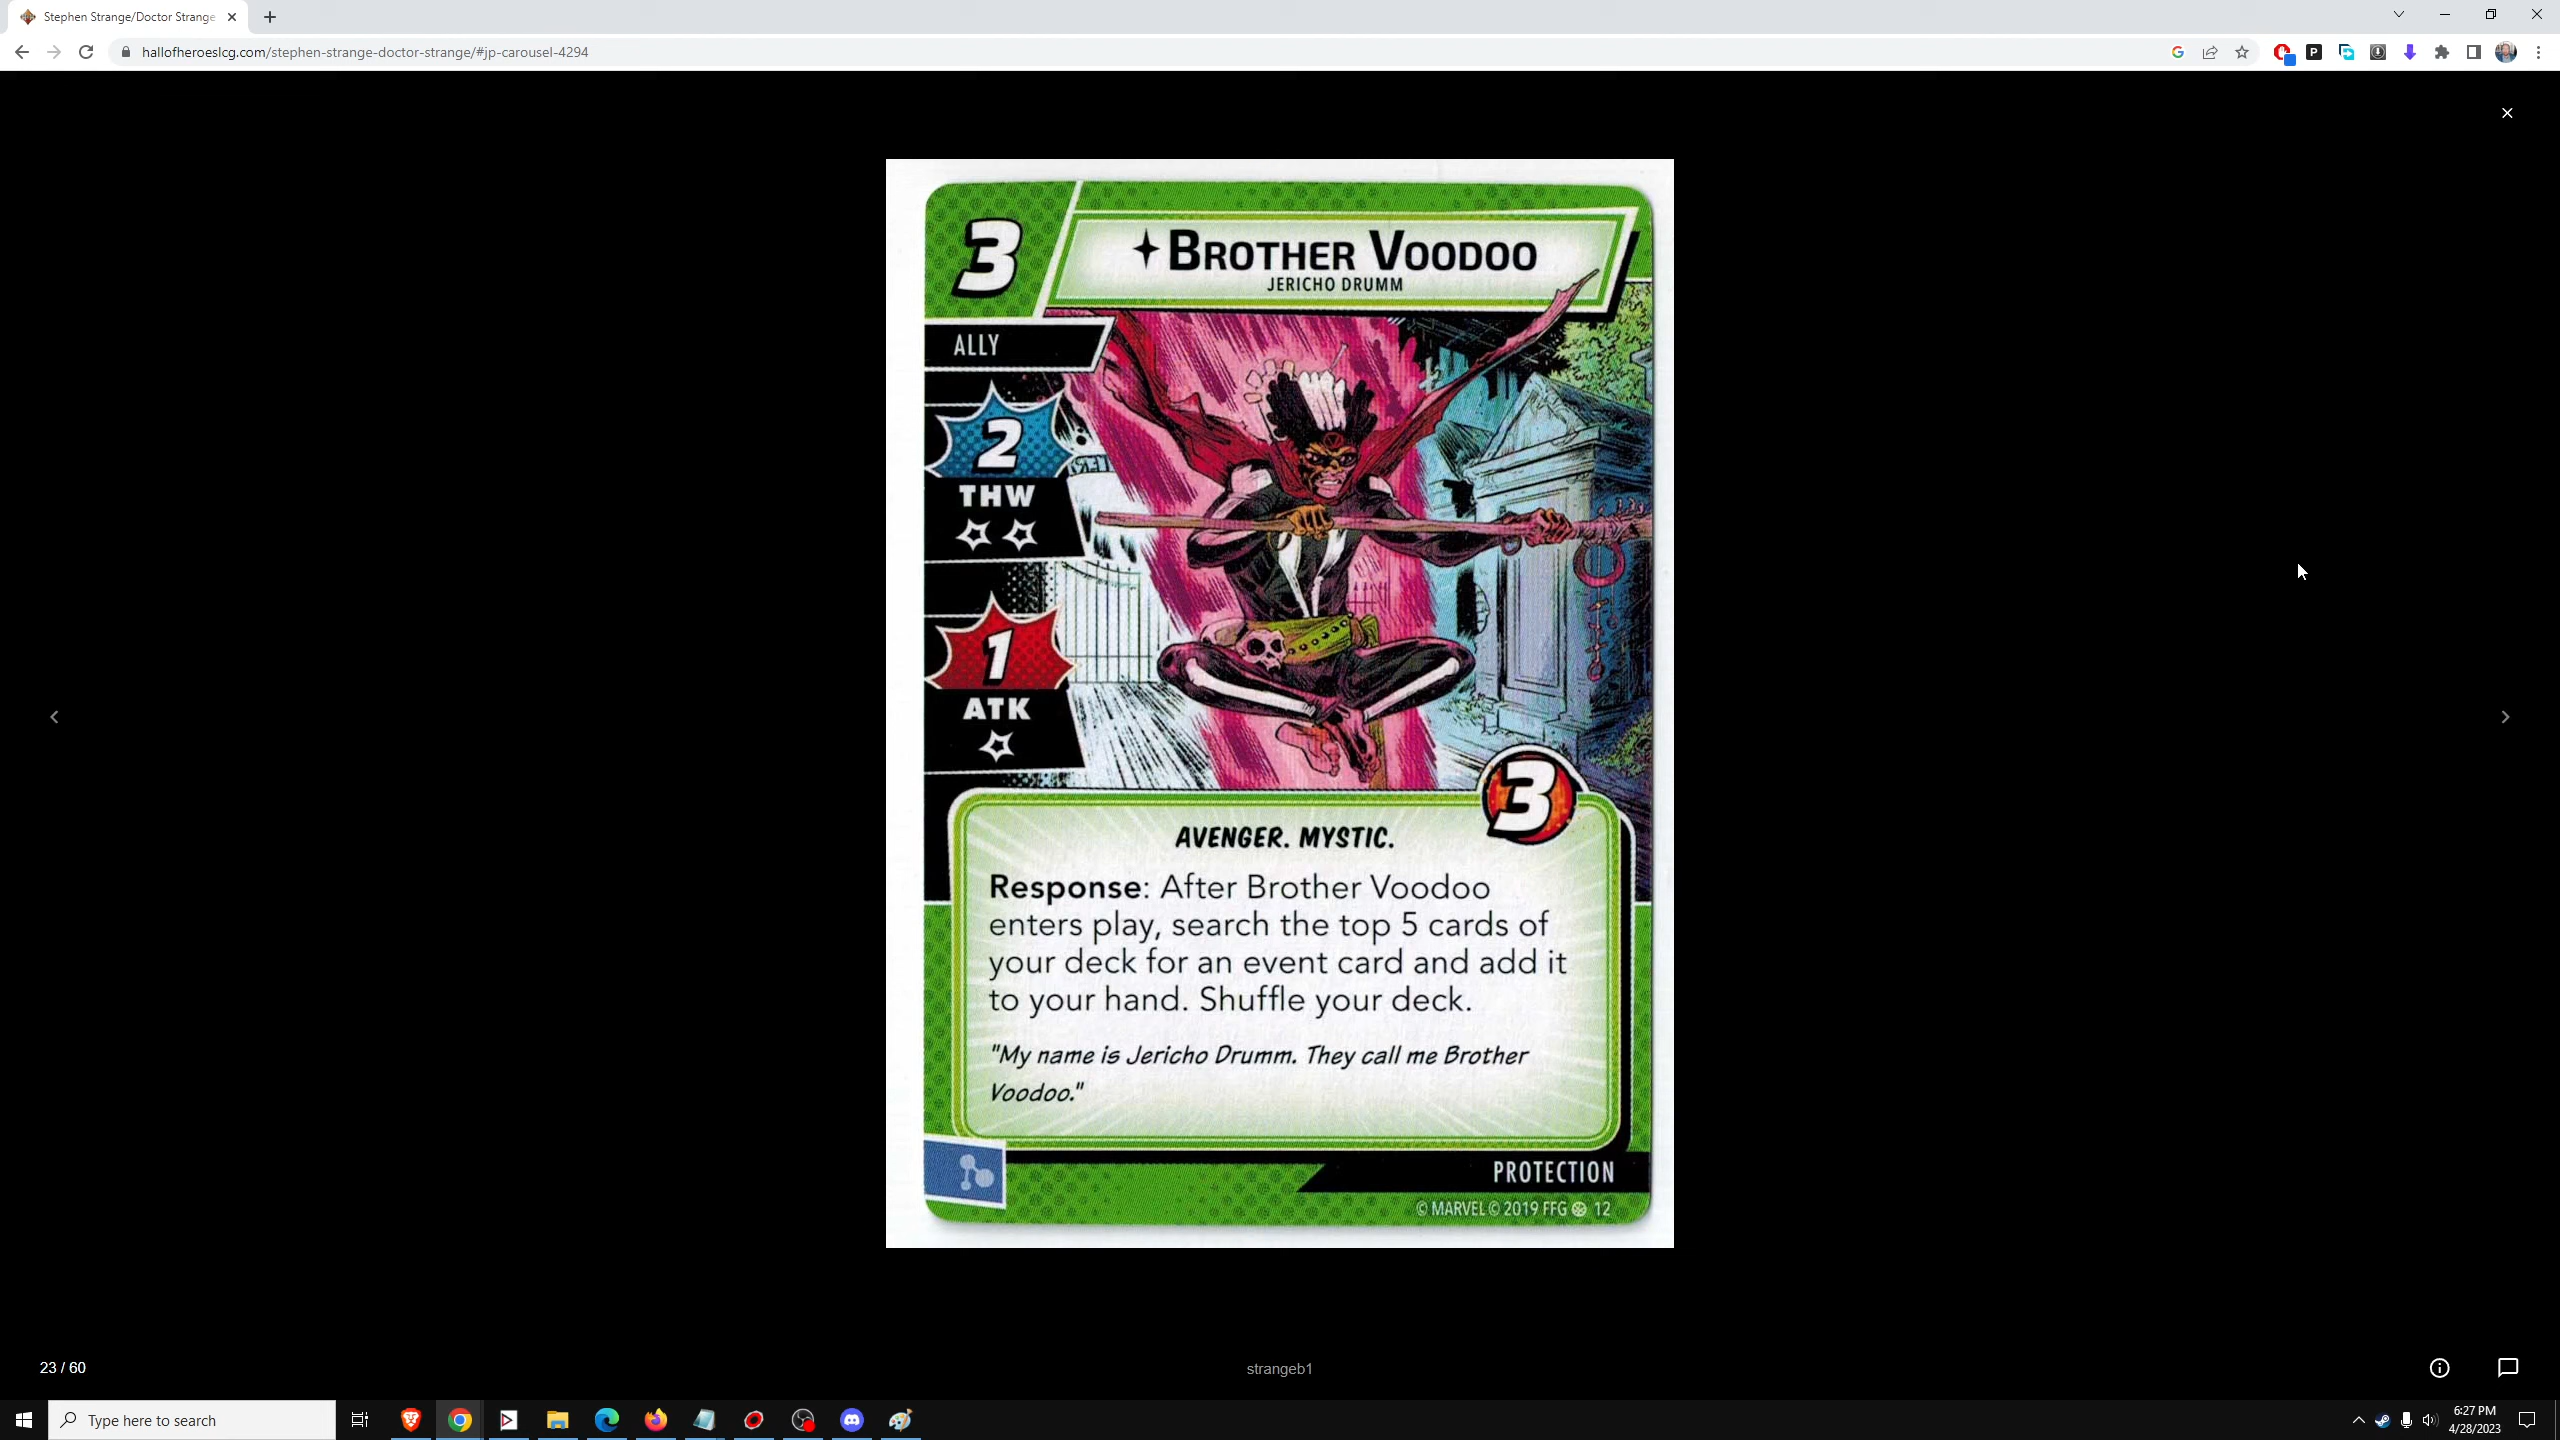 Stephen Strange/Doctor Strange
hallofheroeslcg.com/stephen-strange-doctor-strange/#jp-carousel-4294
3
BROTHER VOODOO
JERICHO DRUMM
ALLY
2
THW
1
ATK
3
AVENGER. MYSTIC.
Response: After Brother Voodoo
enters play, search the top 5 cards of
your deck for an event card and add it
to your hand. Shuffle your deck.
"My name is Jericho Drumm. They call me Brother
Voodoo."
PROTECTION
© MARVEL © 2019 FFG 12
23 / 60
strangeb1
Type here to search
6:27 PM
4/28/2023